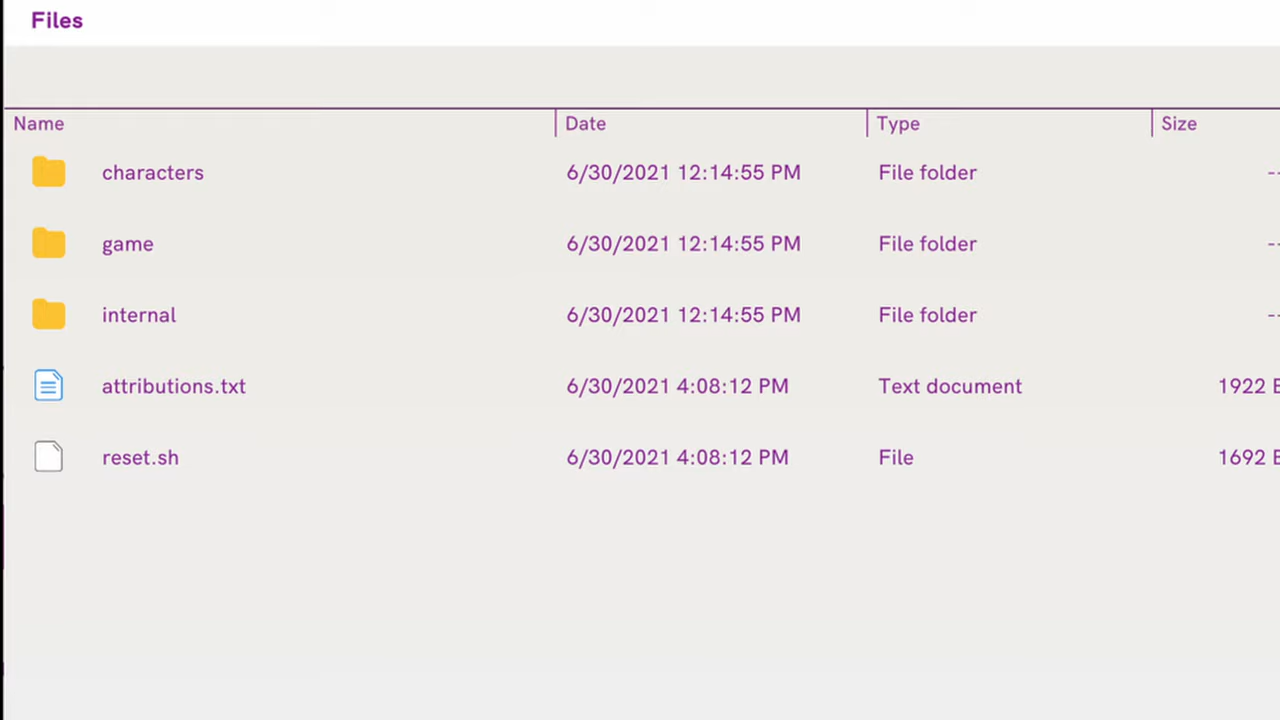 Files
Name Date Type Size
characters 6/30/2021 12:14:55 PM File folder --
game 6/30/2021 12:14:55 PM File folder --
internal 6/30/2021 12:14:55 PM File folder --
attributions.txt 6/30/2021 4:08:12 PM Text document 1922
reset.sh 6/30/2021 4:08:12 PM File 1692